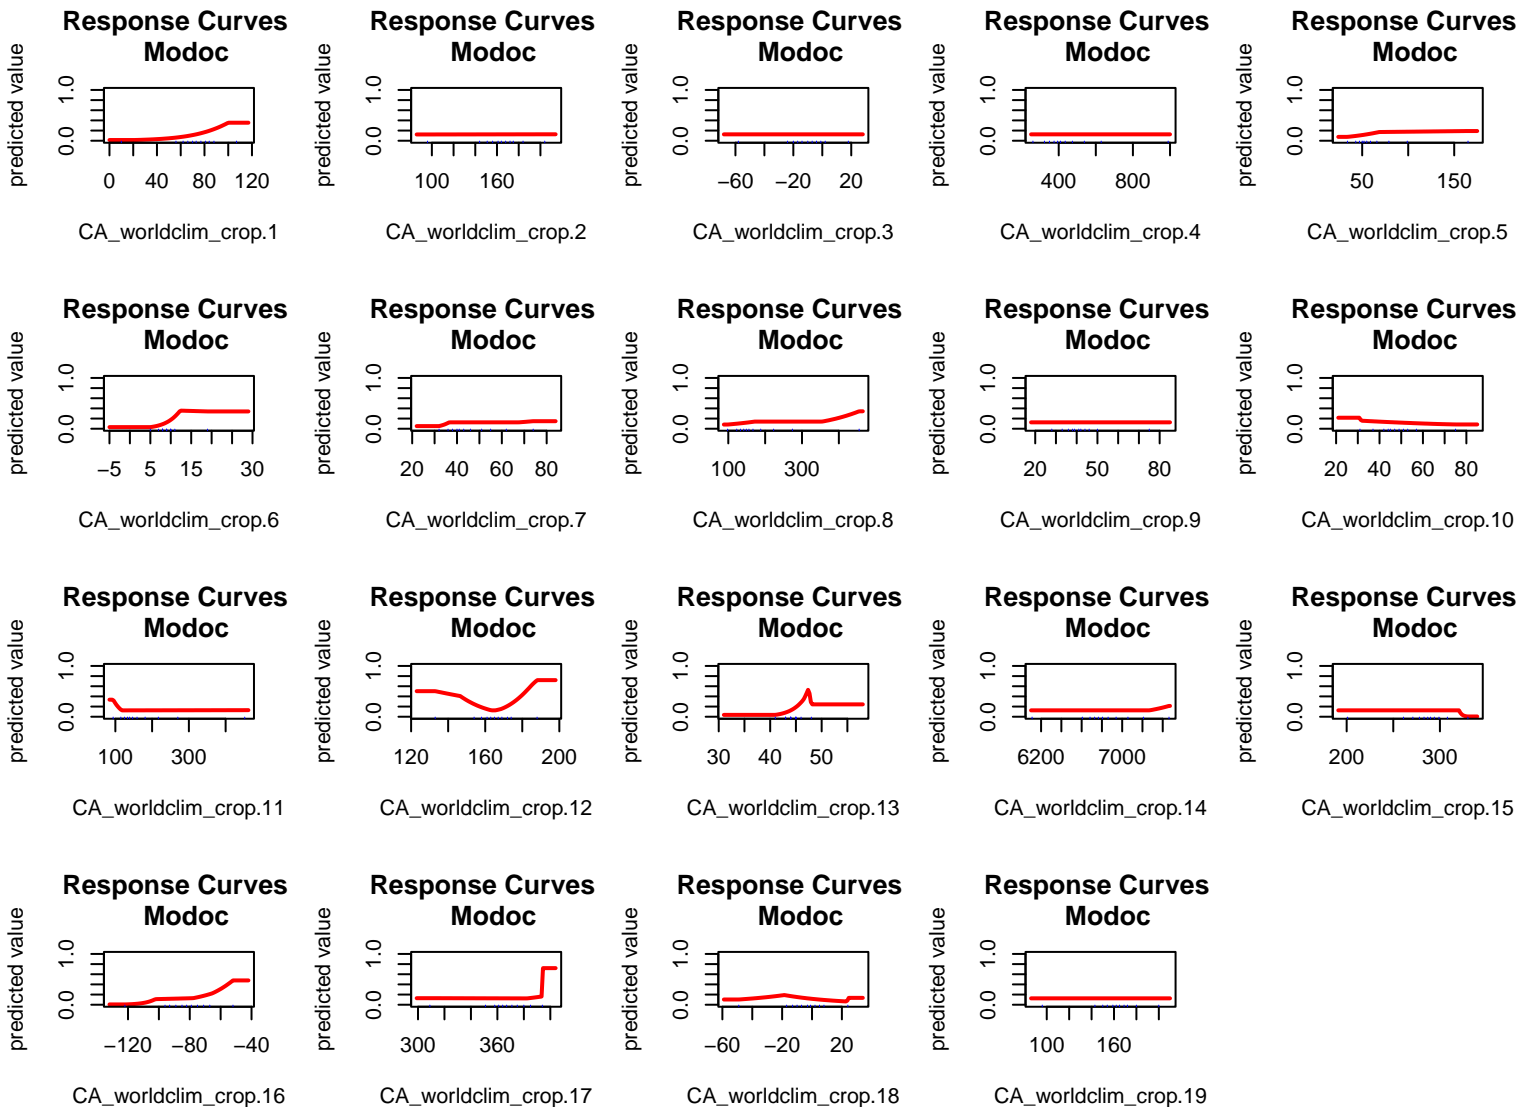 Response Curves
Modoc
predicted value
0.0 1.0
0 40 80 120
CA_worldclim_crop.1
Response Curves
Modoc
predicted value
0.0 1.0
100 160
CA_worldclim_crop.2
Response Curves
Modoc
predicted value
0.0 1.0
−60 −20 20
CA_worldclim_crop.3
Response Curves
Modoc
predicted value
0.0 1.0
400 800
CA_worldclim_crop.4
Response Curves
Modoc
predicted value
0.0 1.0
50 150
CA_worldclim_crop.5
Response Curves
Modoc
predicted value
0.0 1.0
−5 5 15 30
CA_worldclim_crop.6
Response Curves
Modoc
predicted value
0.0 1.0
20 40 60 80
CA_worldclim_crop.7
Response Curves
Modoc
predicted value
0.0 1.0
100 300
CA_worldclim_crop.8
Response Curves
Modoc
predicted value
0.0 1.0
20 50 80
CA_worldclim_crop.9
Response Curves
Modoc
predicted value
0.0 1.0
20 40 60 80
CA_worldclim_crop.10
Response Curves
Modoc
predicted value
0.0 1.0
100 300
CA_worldclim_crop.11
Response Curves
Modoc
predicted value
0.0 1.0
120 160 200
CA_worldclim_crop.12
Response Curves
Modoc
predicted value
0.0 1.0
30 40 50
CA_worldclim_crop.13
Response Curves
Modoc
predicted value
0.0 1.0
6200 7000
CA_worldclim_crop.14
Response Curves
Modoc
predicted value
0.0 1.0
200 300
CA_worldclim_crop.15
Response Curves
Modoc
predicted value
0.0 1.0
−120 −80 −40
CA_worldclim_crop.16
Response Curves
Modoc
predicted value
0.0 1.0
300 360
CA_worldclim_crop.17
Response Curves
Modoc
predicted value
0.0 1.0
−60 −20 20
CA_worldclim_crop.18
Response Curves
Modoc
predicted value
0.0 1.0
100 160
CA_worldclim_crop.19